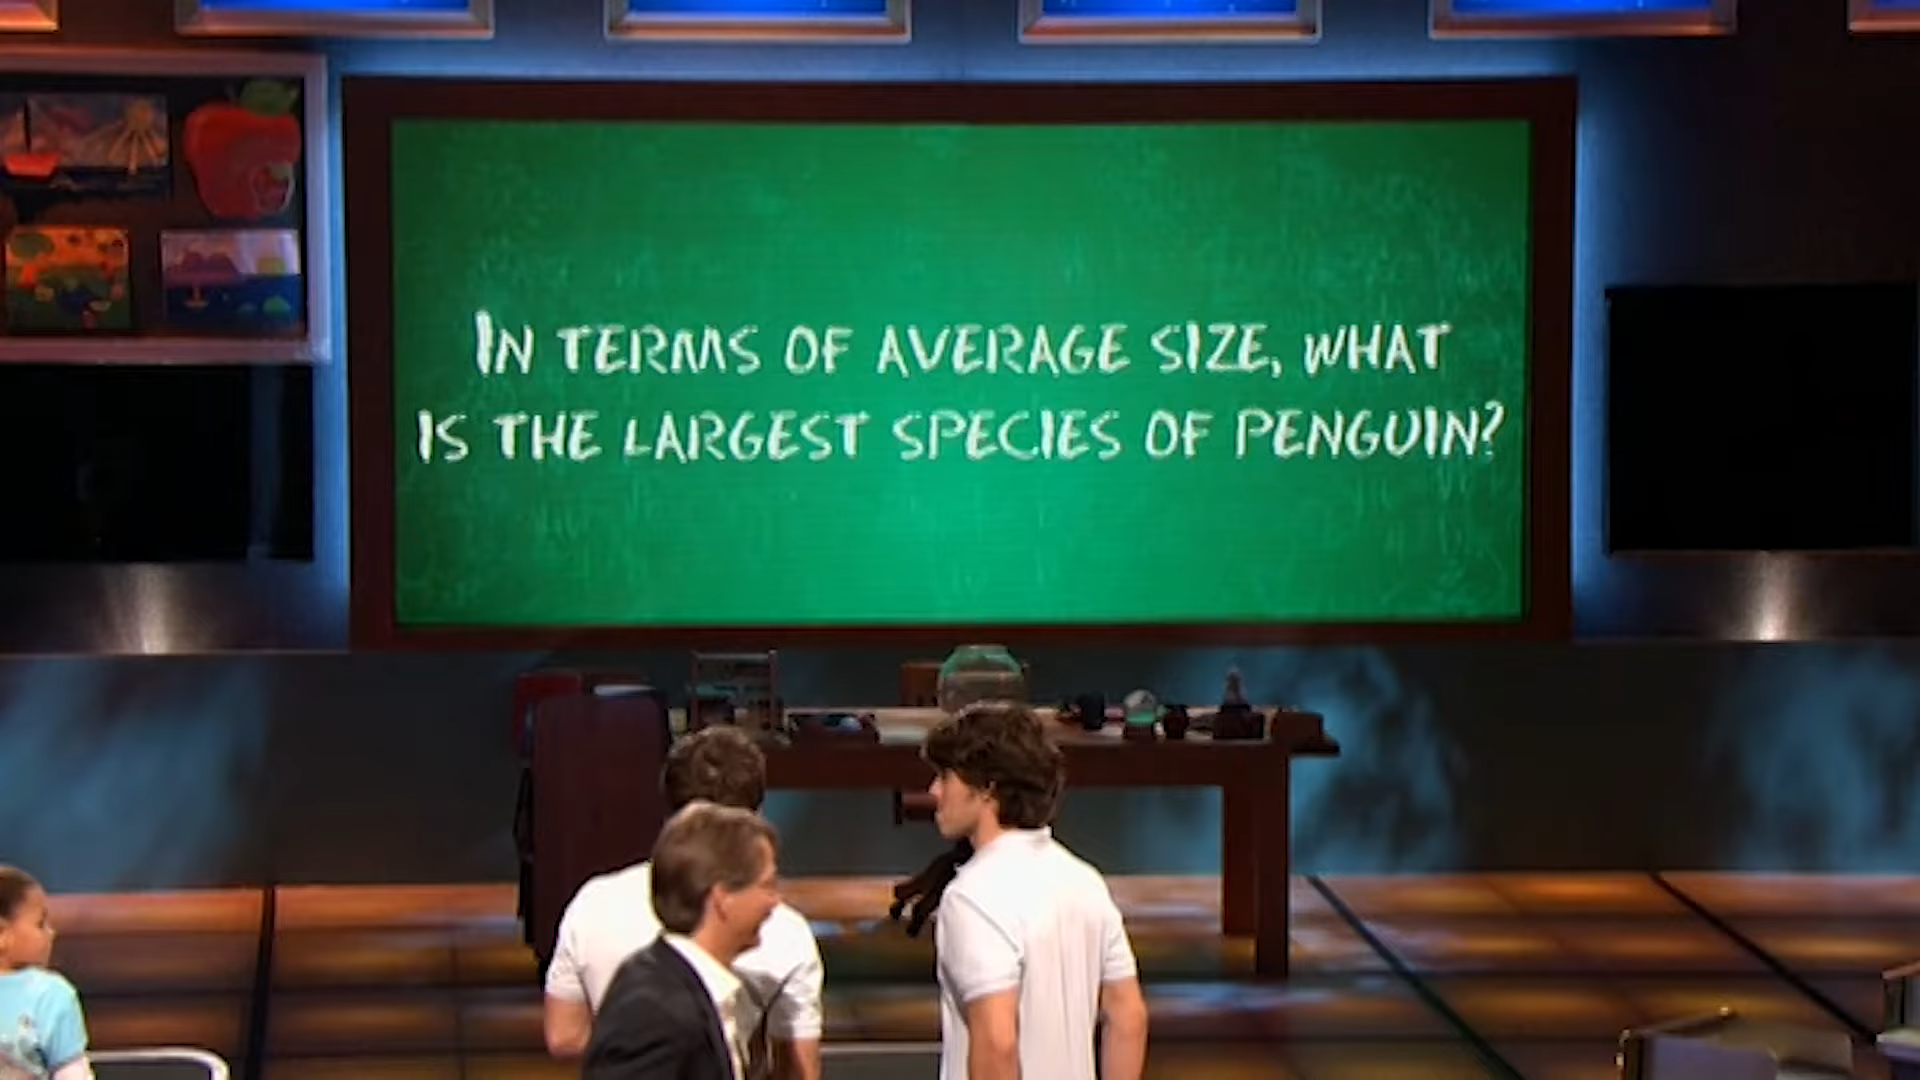 In terms of average size, what
is the largest species of penguin?